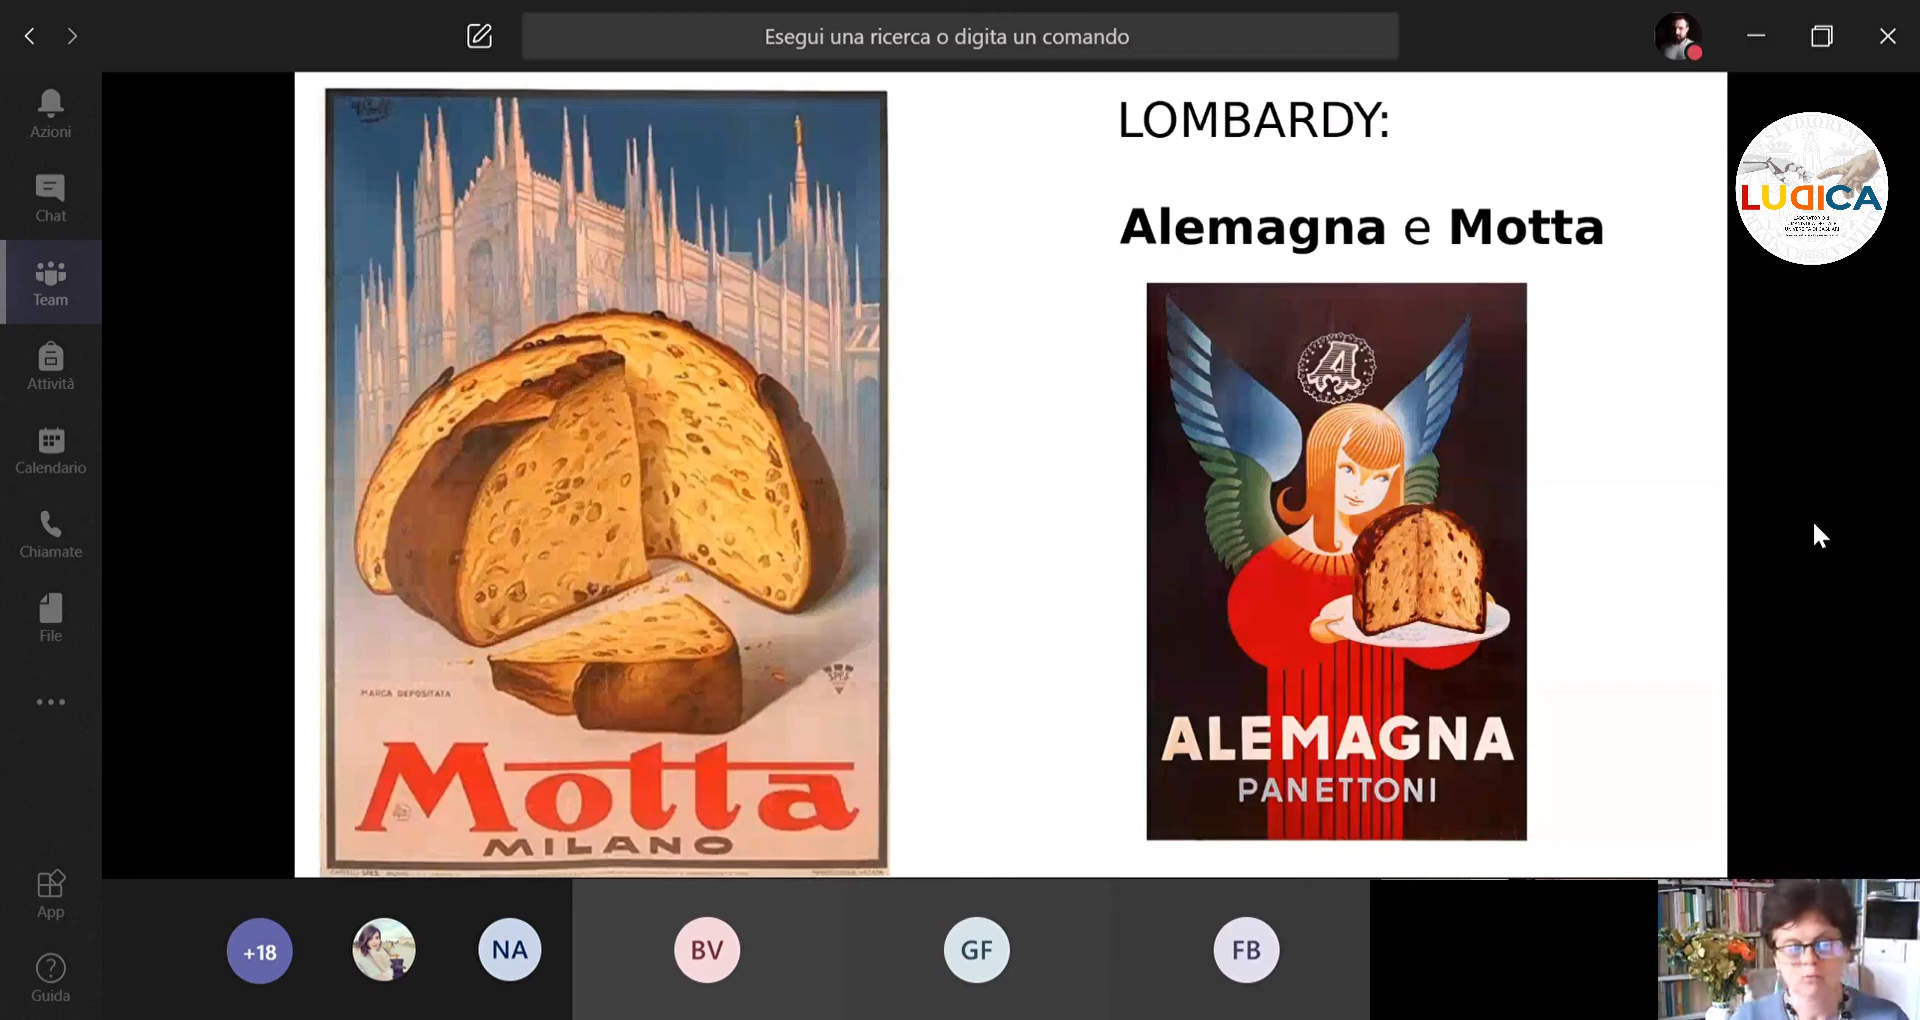 Esegui una ricerca o digita un comando
Azioni
Chat
Team
Attività
Calendario
Chiamate
File
App
Guida
MARCA DEPOSITATA
SPES
Motta
MILANO
LOMBARDY:
Alemagna e Motta
A
ALEMAGNA
PANETTONI
LUDICA
+18
NA
BV
GF
FB